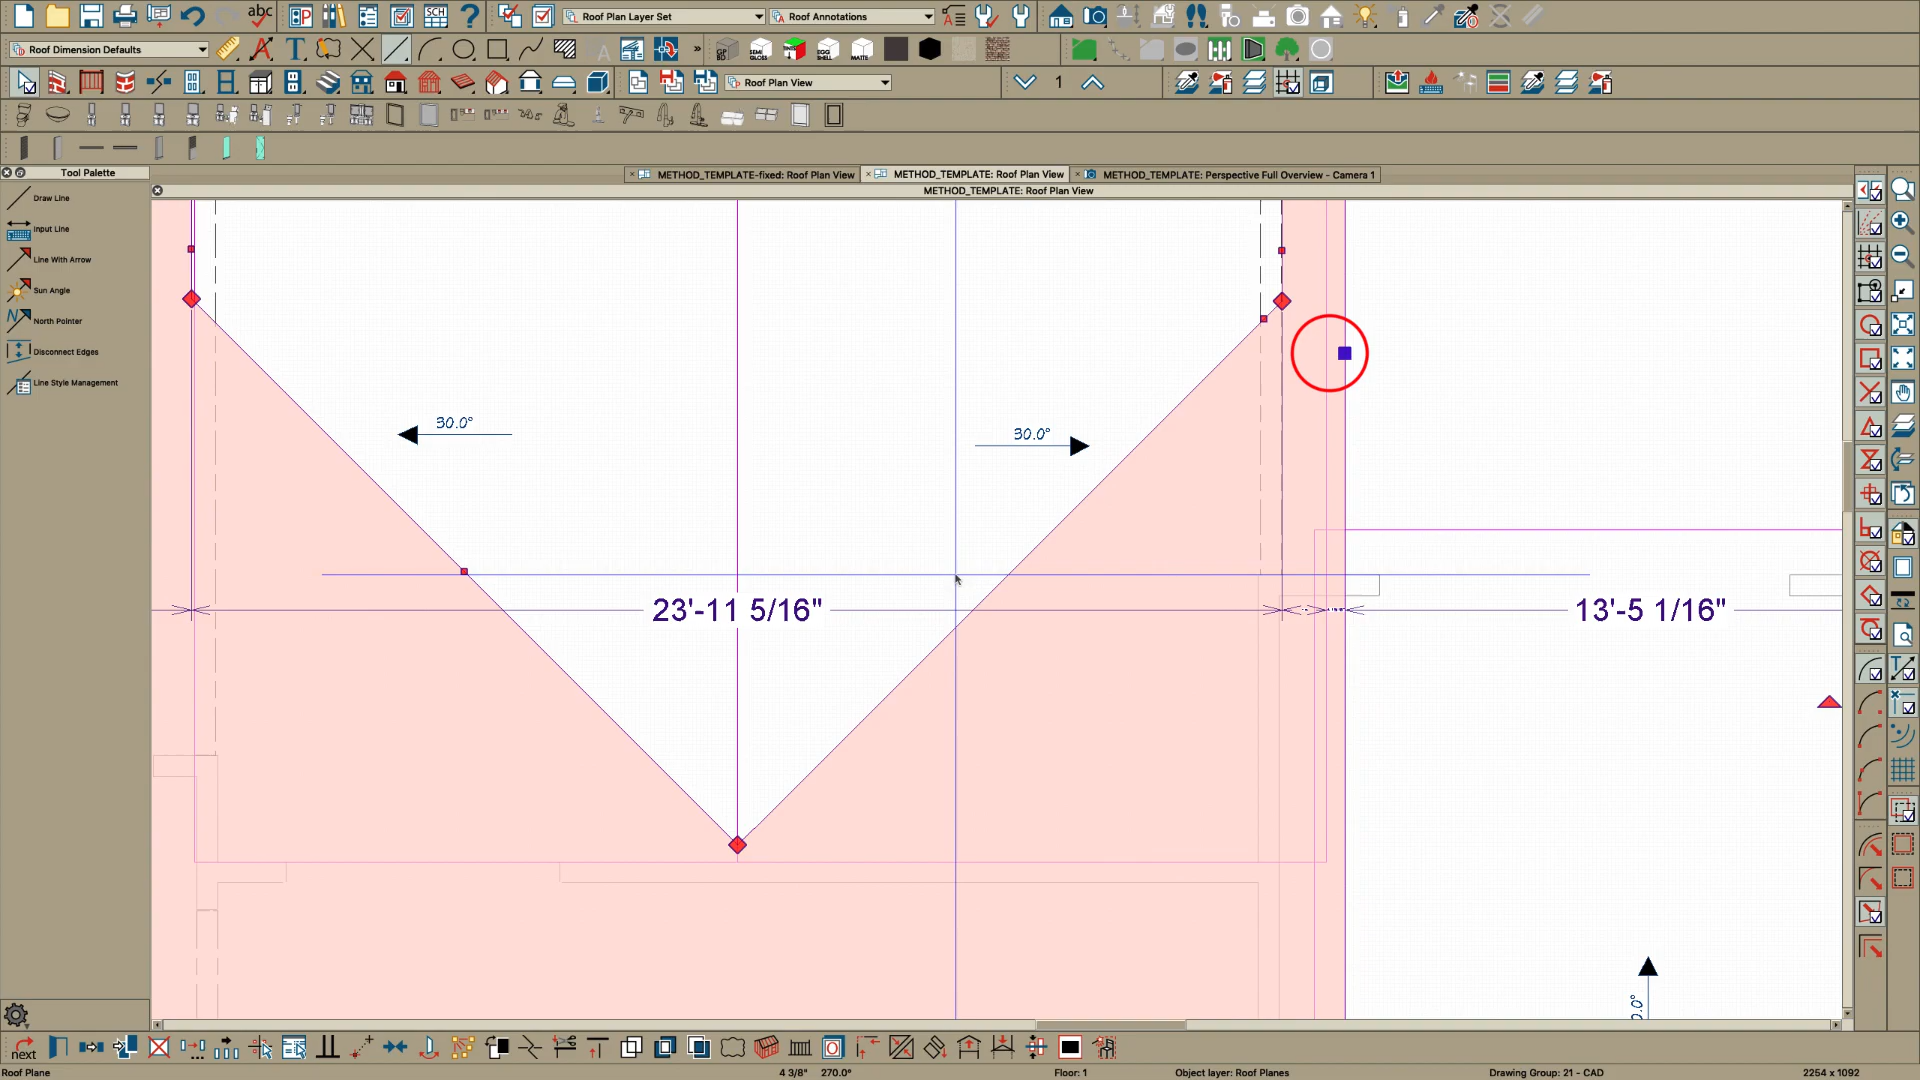 abc
Roof Plan Layer Set
Roof Annotations
Roof Dimension Defaults
Roof Plan View
1
Tool Palette
METHOD_TEMPLATE-fixed: Roof Plan View
METHOD_TEMPLATE: Roof Plan View
METHOD_TEMPLATE: Perspective Full Overview - Camera 1
METHOD_TEMPLATE: Roof Plan View
Draw Line
Input Line
Line With Arrow
Sun Angle
North Pointer
Disconnect Edges
Line Style Management
30.0°
30.0°
23'-11 5/16"
13'-5 1/16"
next
Roof Plane
4 3/8"
270.0°
Floor: 1
Object layer: Roof Planes
Drawing Group: 21 - CAD
2254 x 1092